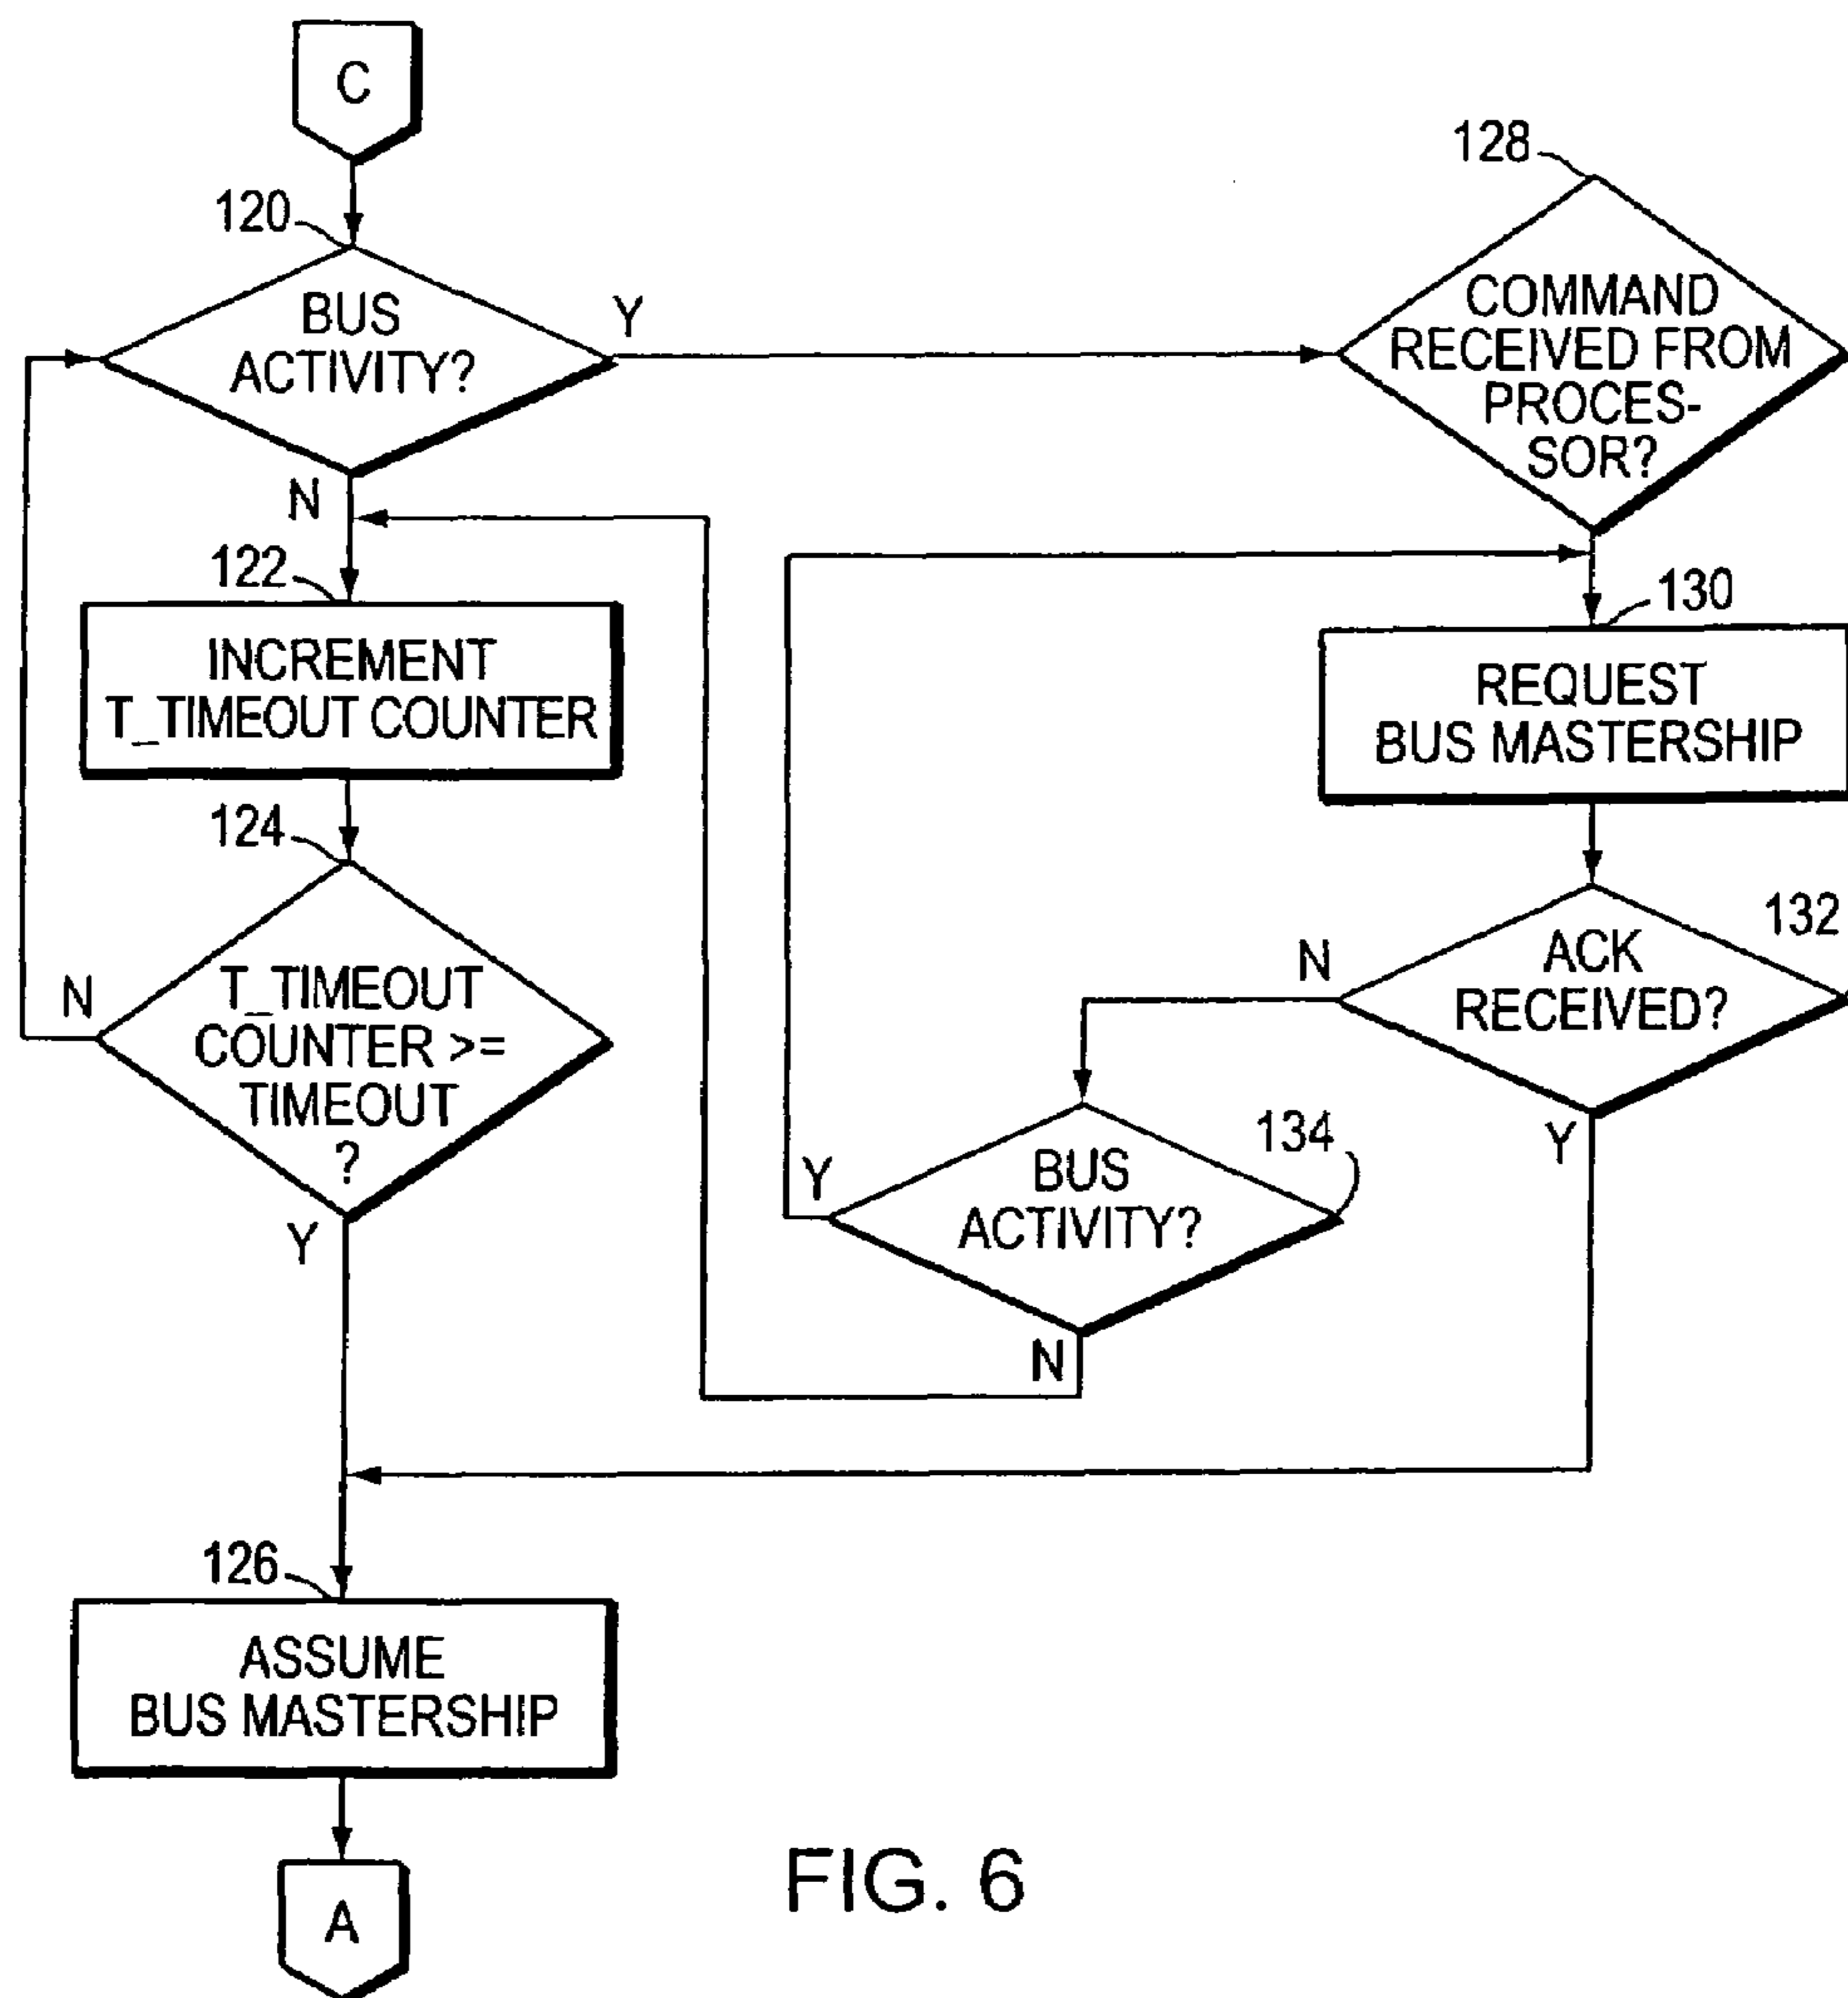 C
120
BUS
ACTIVITY?
Y
N
128
COMMAND
RECEIVED FROM
PROCES-
SOR?
122
INCREMENT
T_TIMEOUT COUNTER
130
REQUEST
BUS MASTERSHIP
124
T_TIMEOUT
COUNTER >=
TIMEOUT
?
N
Y
132
ACK
RECEIVED?
N
Y
134
BUS
ACTIVITY?
Y
N
126
ASSUME
BUS MASTERSHIP
A
FIG. 6